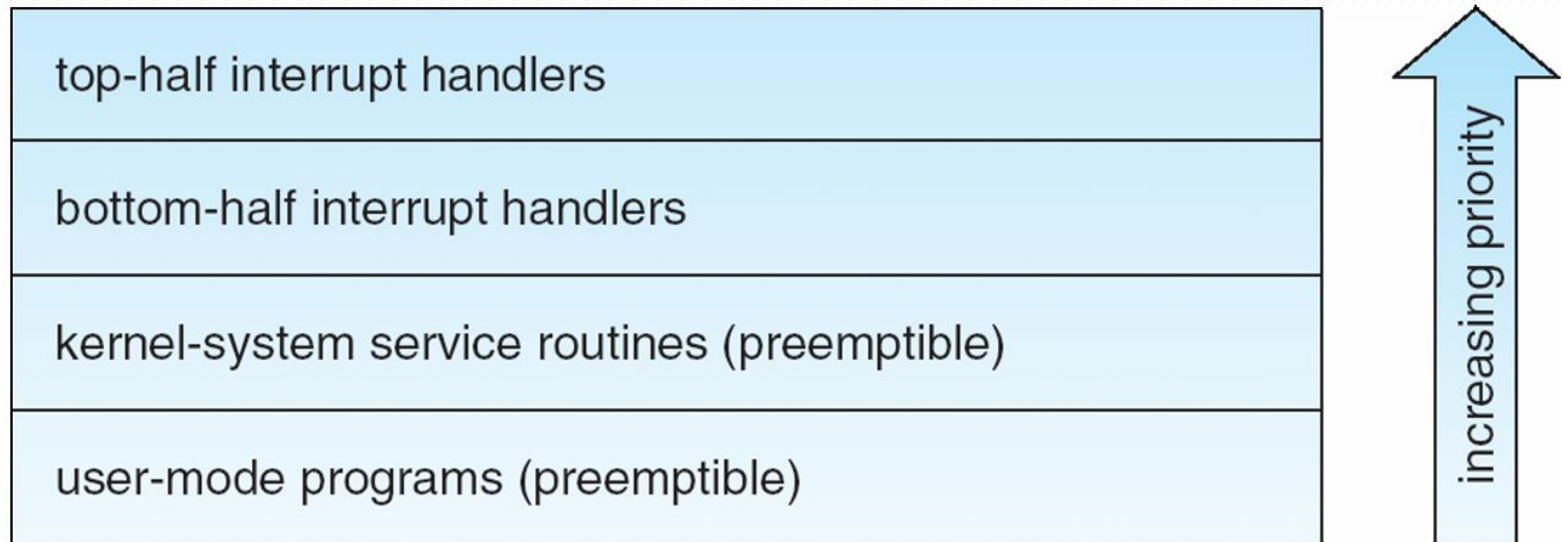 top-half interrupt handlers
bottom-half interrupt handlers
kernel-system service routines (preemptible)
user-mode programs (preemptible)
increasing priority